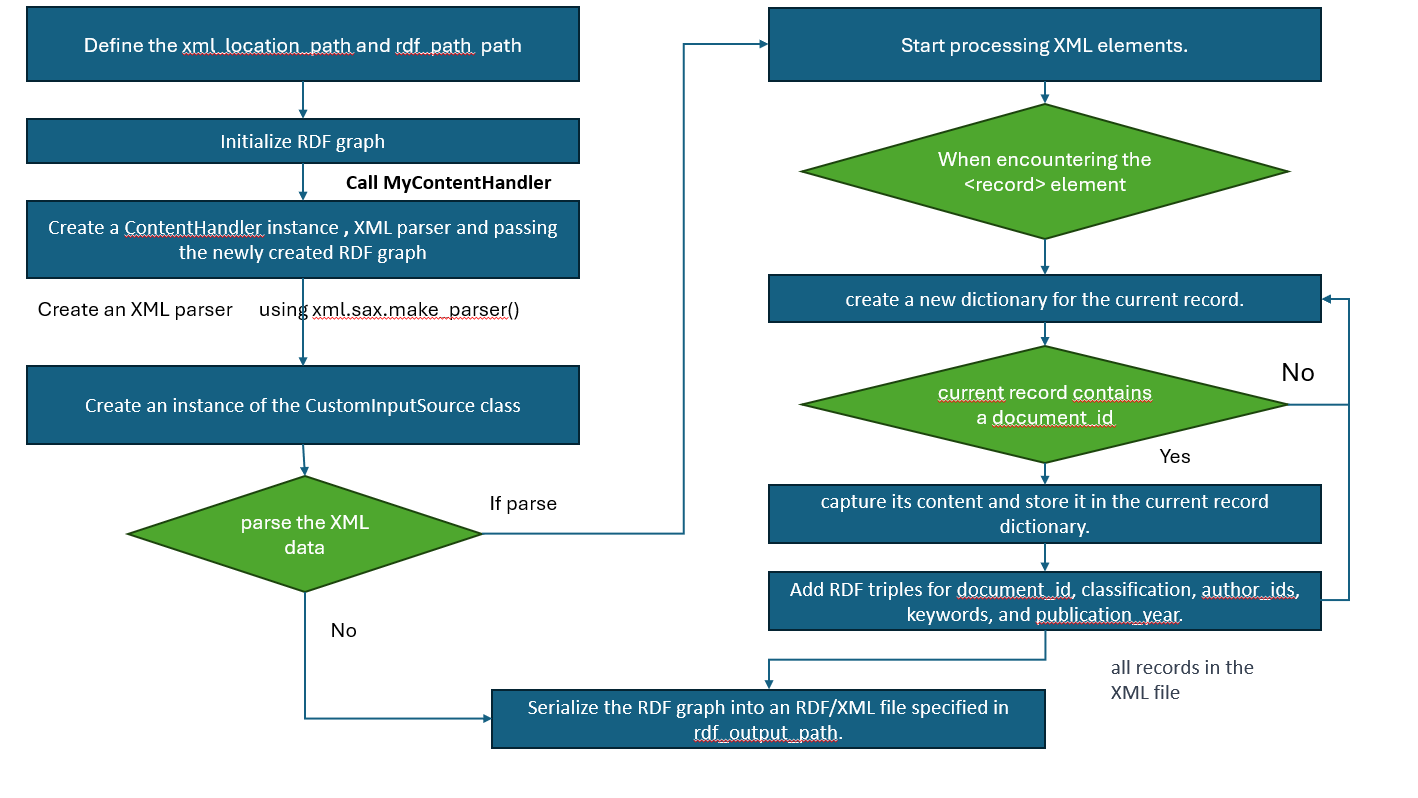 Define the xml_location_path and rdf_path path
Initialize RDF graph
Call MyContentHandler
Create a ContentHandler instance , XML parser and passing
the newly created RDF graph
Create an XML parser using xml.sax.make_parser()
Create an instance of the CustomInputSource class
parse the XML
data
If parse
No
Start processing XML elements.
When encountering the
<record> element
create a new dictionary for the current record.
current record contains
a document_id
No
Yes
capture its content and store it in the current record
dictionary.
Add RDF triples for document_id, classification, author_ids,
keywords, and publication_year.
all records in the
XML file
Serialize the RDF graph into an RDF/XML file specified in
rdf_output_path.